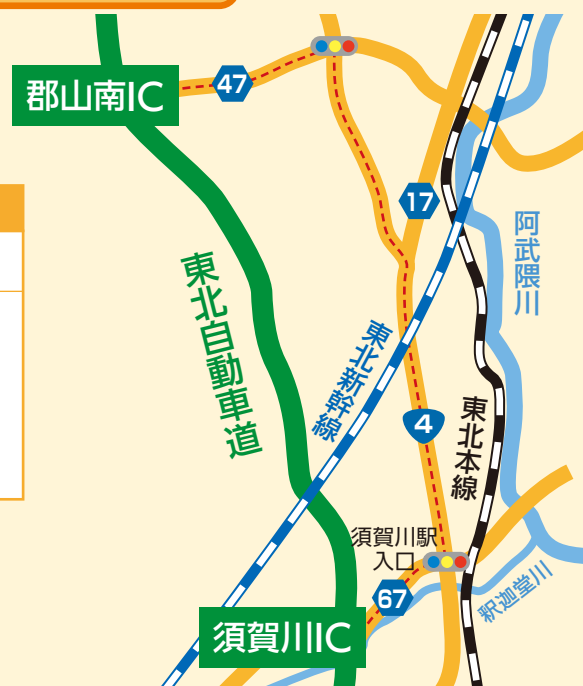 47
郡山南IC
17
阿武隈川
東北自動車道
東北新幹線
4
東北本線
須賀川駅
入口
67
釈迦堂川
須賀川IC